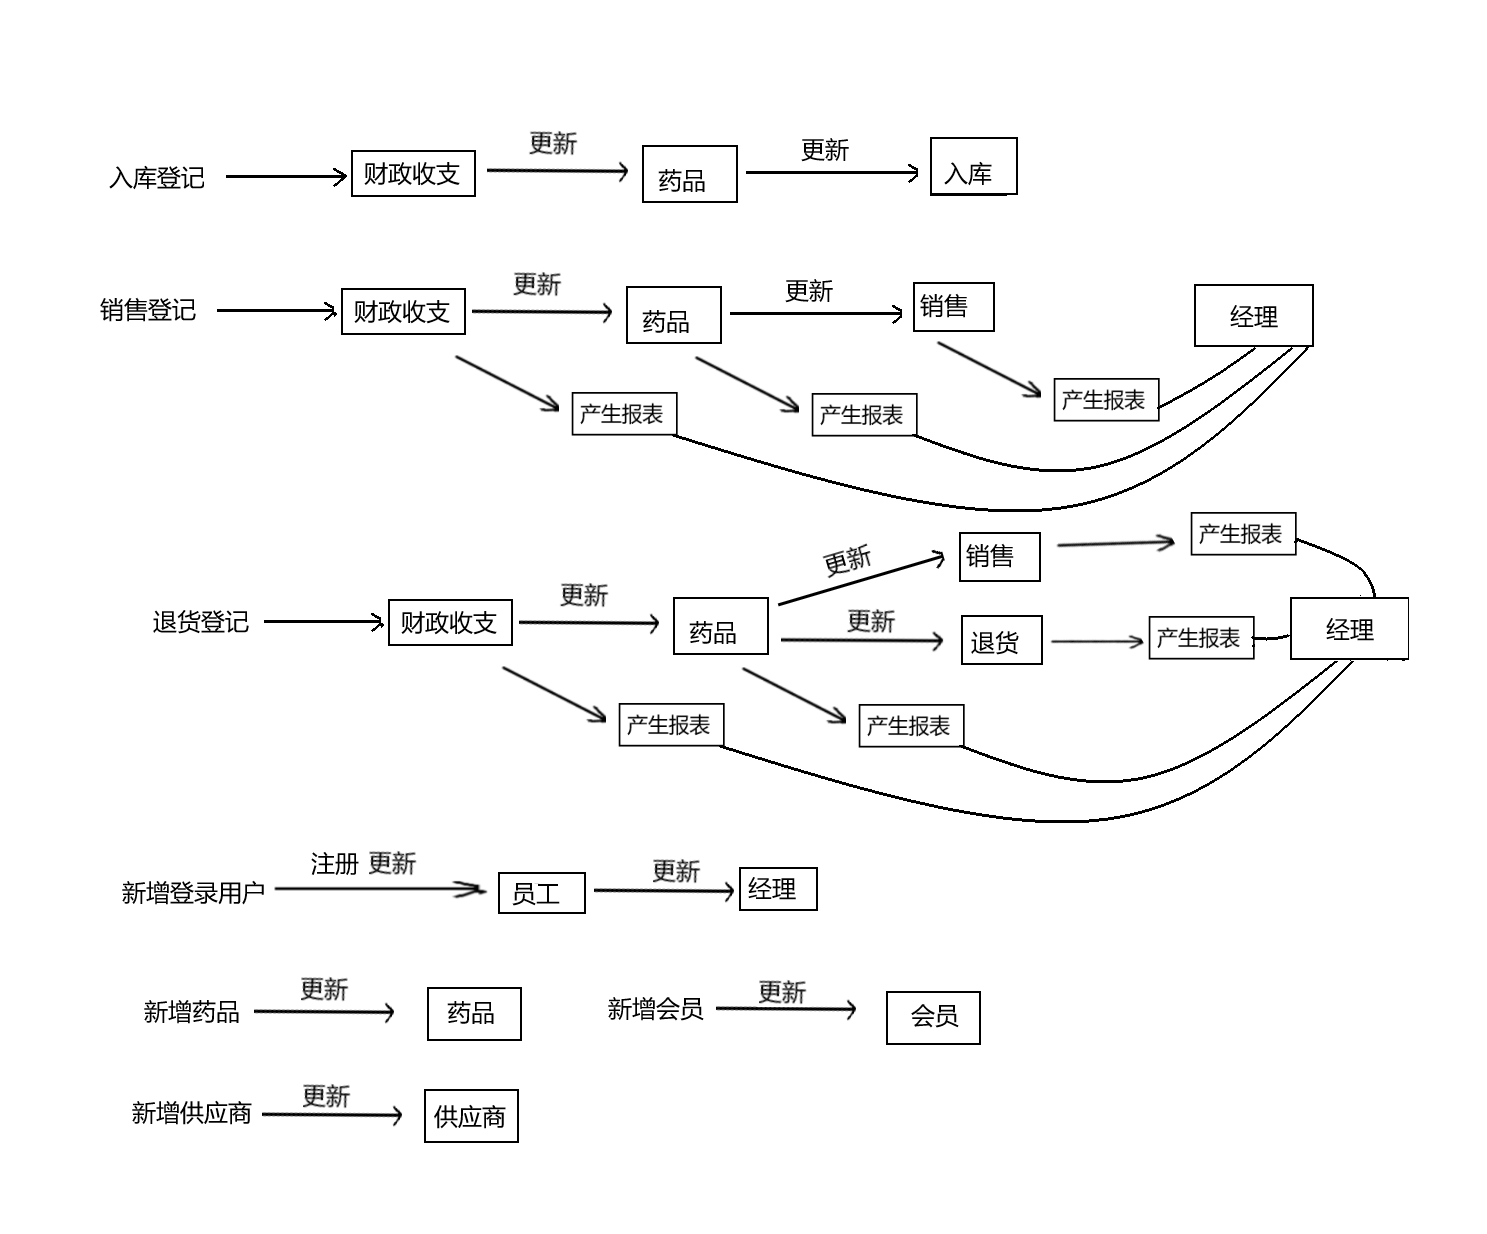 更新
更新
入库登记
财政收支
药品
入库
更新
更新
销售登记
财政收支
药品
销售
经理
产生报表
产生报表
产生报表
更新
销售
产生报表
更新
更新
退货登记
财政收支
药品
退货
产生报表
经理
产生报表
产生报表
注册 更新
更新
新增登录用户
员工
经理
更新
更新
新增药品
药品
新增会员
会员
更新
新增供应商
供应商